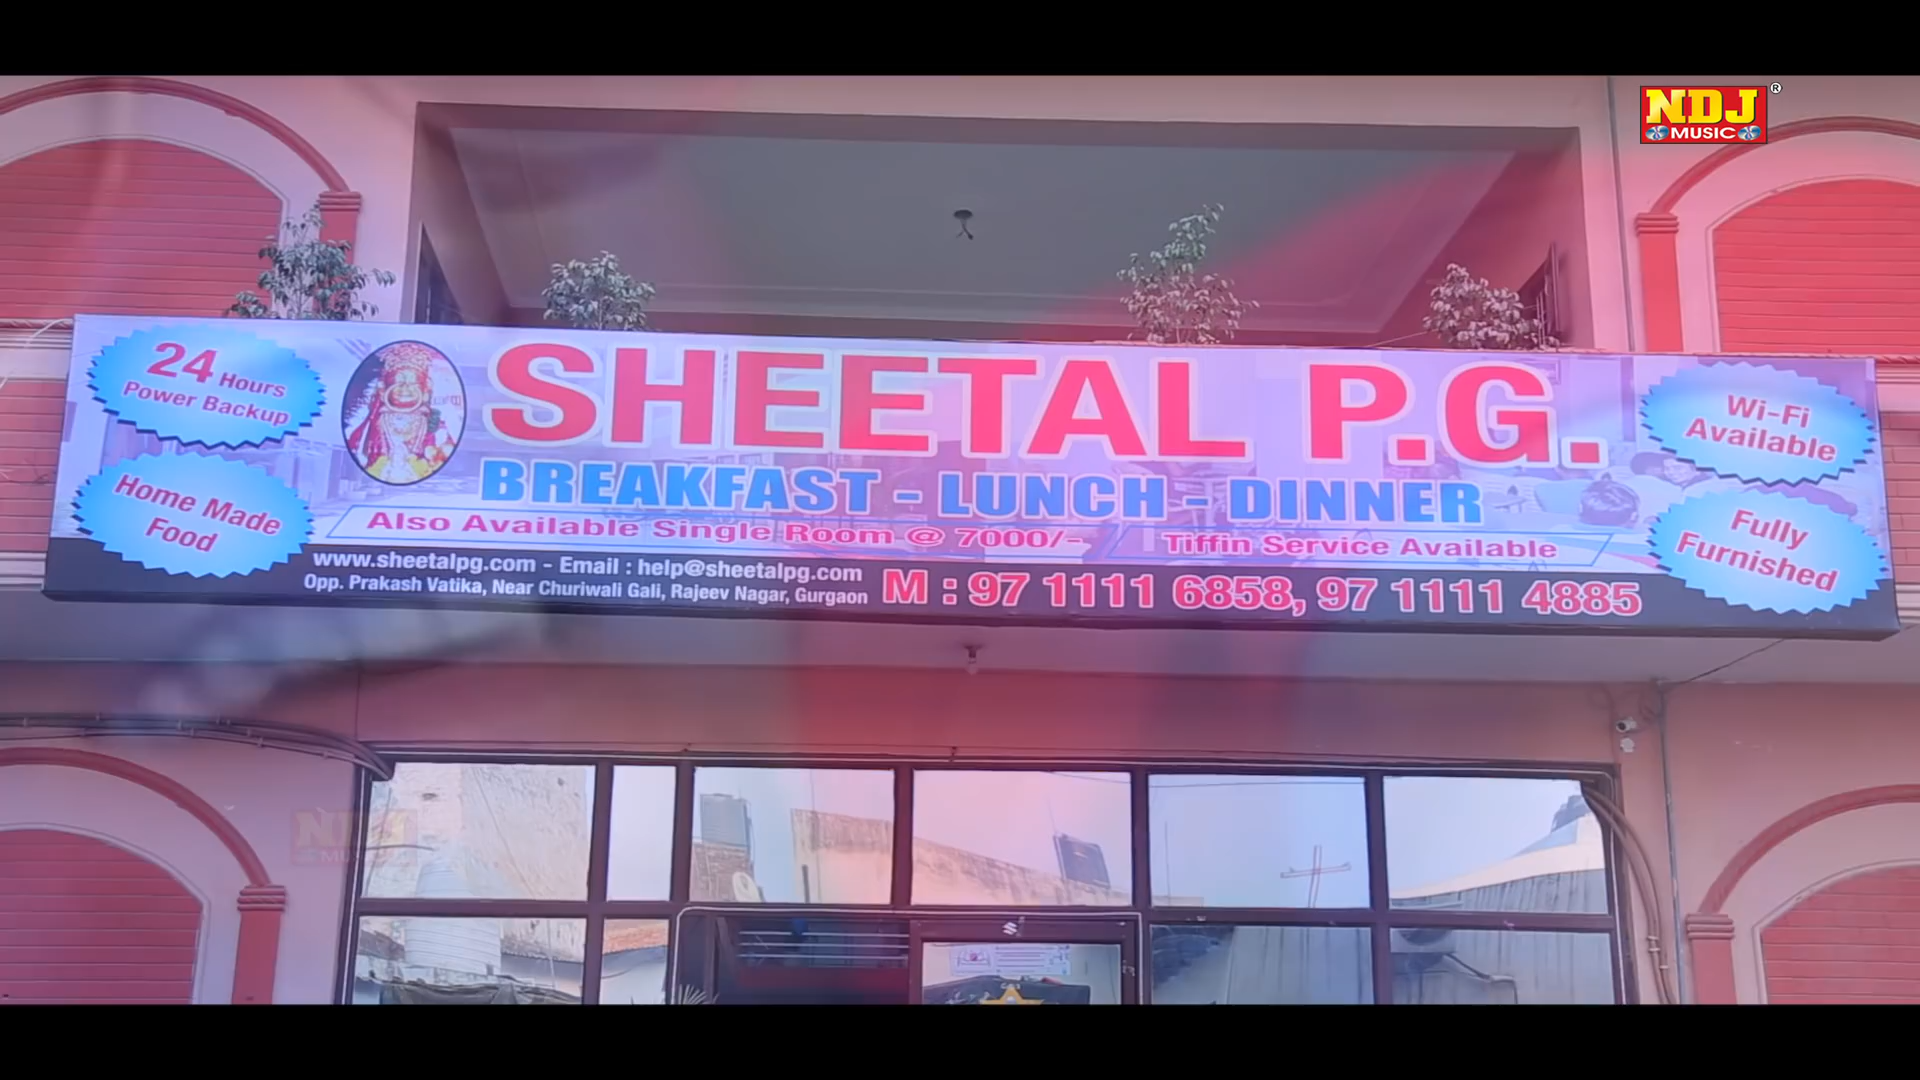 NDJ ®
MUSIC
24 Hours
Power Backup
Home Made
Food
SHEETAL P.G.
BREAKFAST - LUNCH - DINNER
Also Available Single Room @ 7000/-
Tiffin Service Available
www.sheetalpg.com - Email : help@sheetalpg.com
Opp. Prakash Vatika, Near Churiwali Gali, Rajeev Nagar, Gurgaon
M : 97 1111 6858, 97 1111 4885
Wi-Fi
Available
Fully
Furnished
NDJ